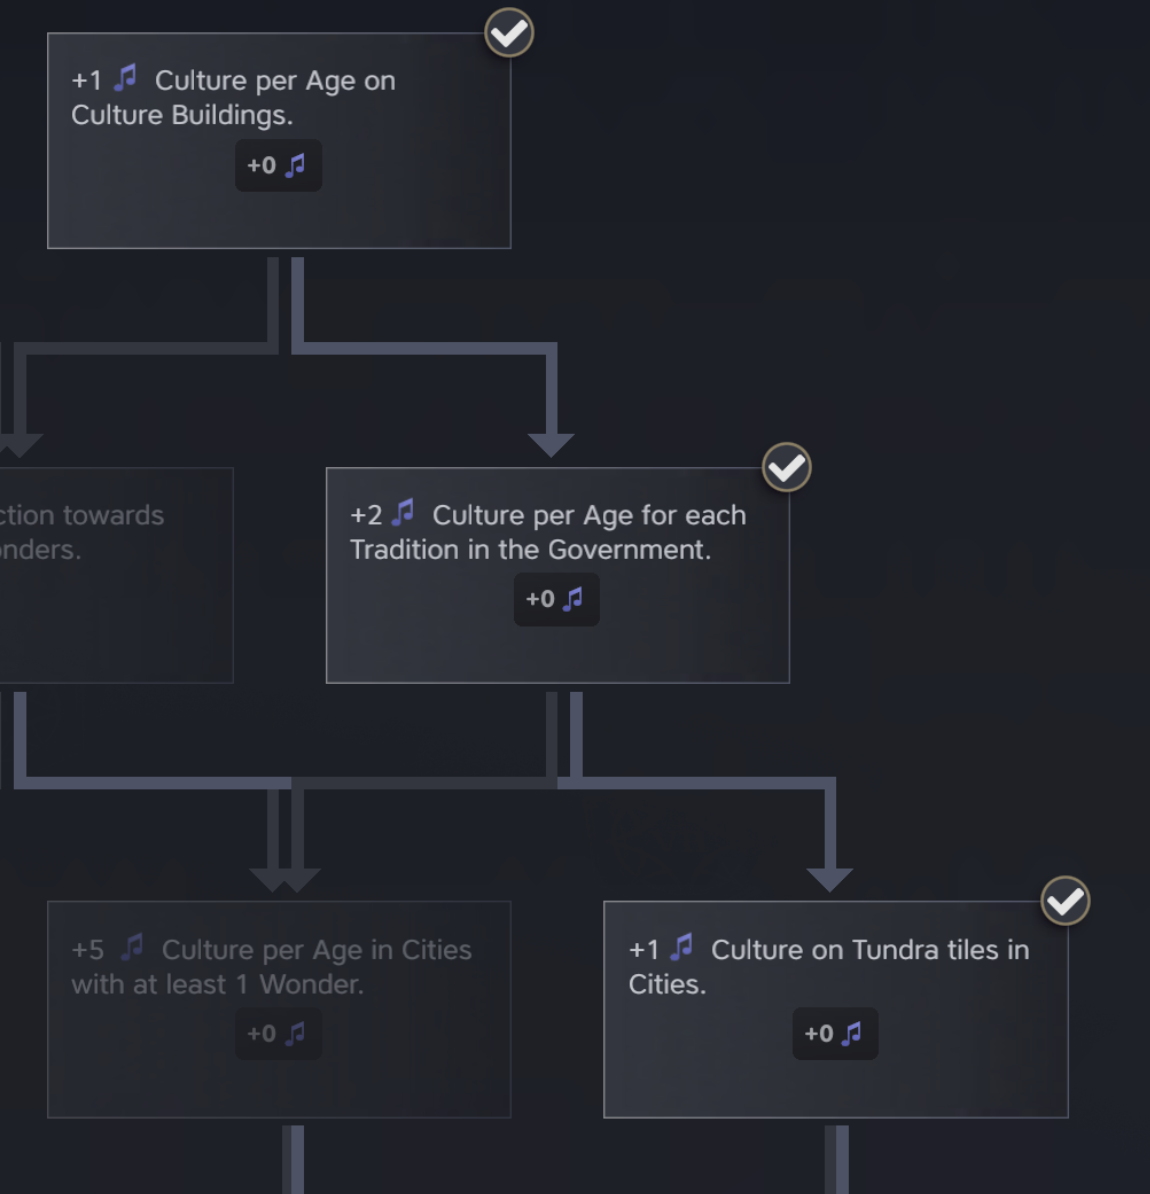 +1 Culture per Age on
Culture Buildings.
+0
ction towards
onders.
+2 Culture per Age for each
Tradition in the Government.
+0
+5 Culture per Age in Cities
with at least 1 Wonder.
+0
+1 Culture on Tundra tiles in
Cities.
+0